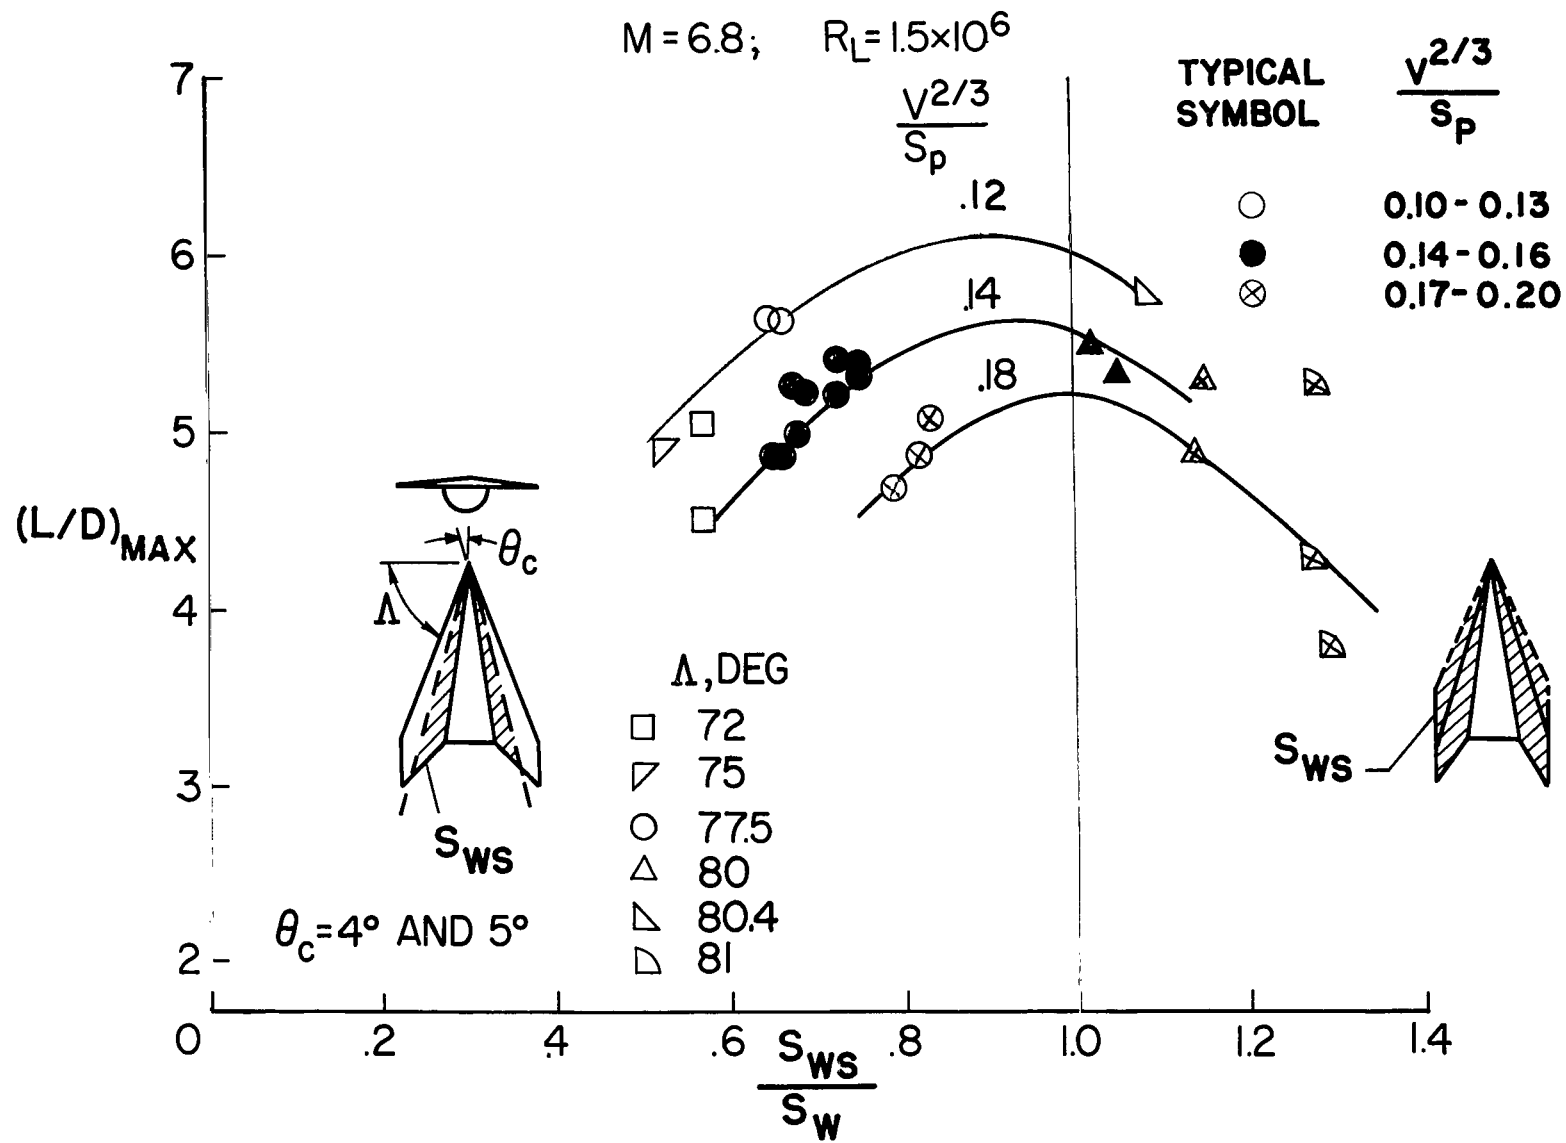 M = 6.8; R_L = 1.5×10⁶
TYPICAL SYMBOL
V^2/3
S_P
0.10 - 0.13
0.14 - 0.16
0.17 - 0.20
V^2/3
S_p
.12
.14
.18
7
6
5
4
3
2
(L/D)_MAX
θ_c
Λ
S_WS
θ_c = 4° AND 5°
Λ, DEG
72
75
77.5
80
80.4
81
S_WS
0
.2
.4
.6
.8
1.0
1.2
1.4
S_WS
S_W